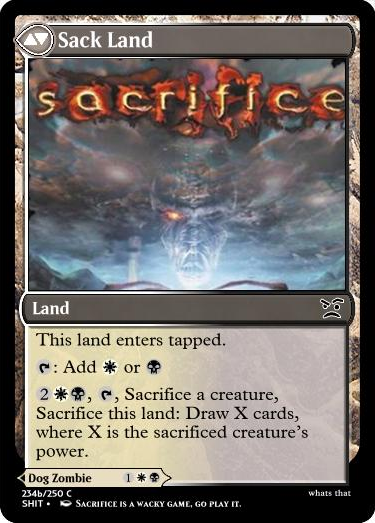 Sack Land
sacrifice
Land
This land enters tapped.
: Add or
2 , , Sacrifice a creature,
Sacrifice this land: Draw X cards,
where X is the sacrificed creature's
power.
Dog Zombie 1
234b/250 C
whats that
SHIT • Sacrifice is a wacky game, go play it.